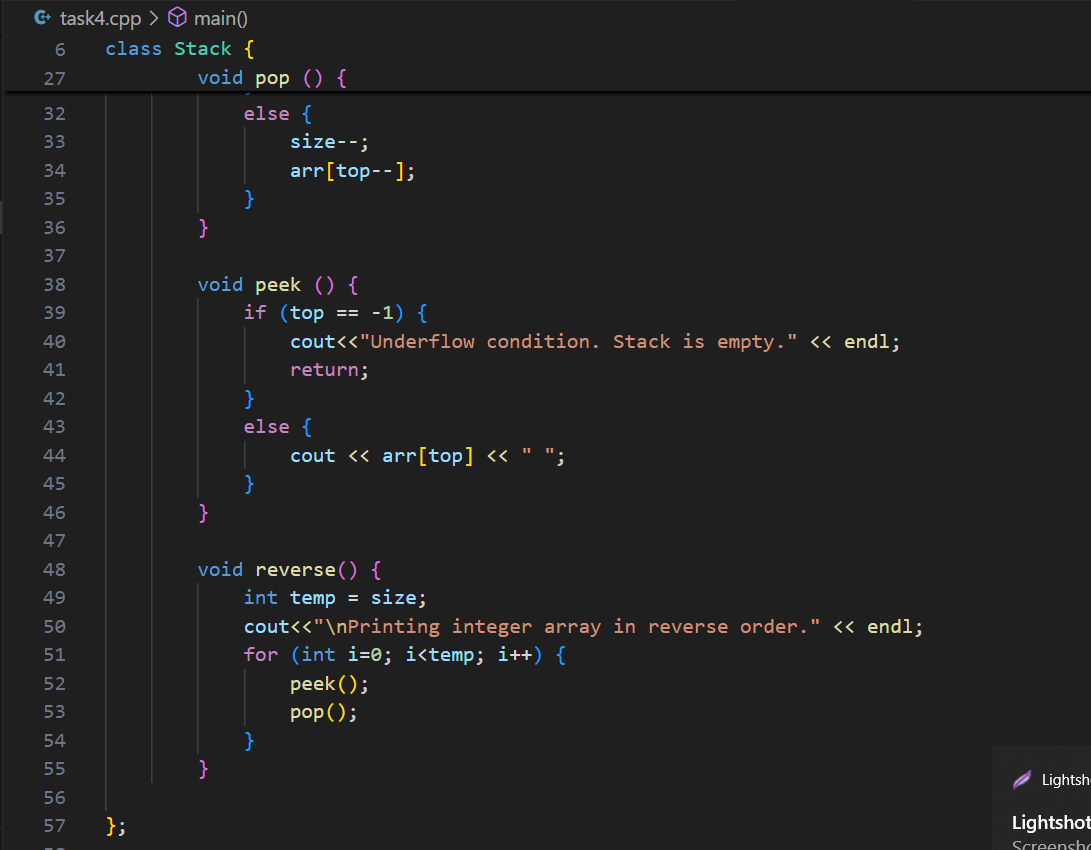 task4.cpp > main()
6 class Stack {
27 void pop () {
32 else {
33 size--;
34 arr[top--];
35 }
36 }
37
38 void peek () {
39 if (top == -1) {
40 cout<<"Underflow condition. Stack is empty." << endl;
41 return;
42 }
43 else {
44 cout << arr[top] << " ";
45 }
46 }
47
48 void reverse() {
49 int temp = size;
50 cout<<"\nPrinting integer array in reverse order." << endl;
51 for (int i=0; i<temp; i++) {
52 peek();
53 pop();
54 }
55 }
56
57 };
Lightsh
Lightshot
Screensho